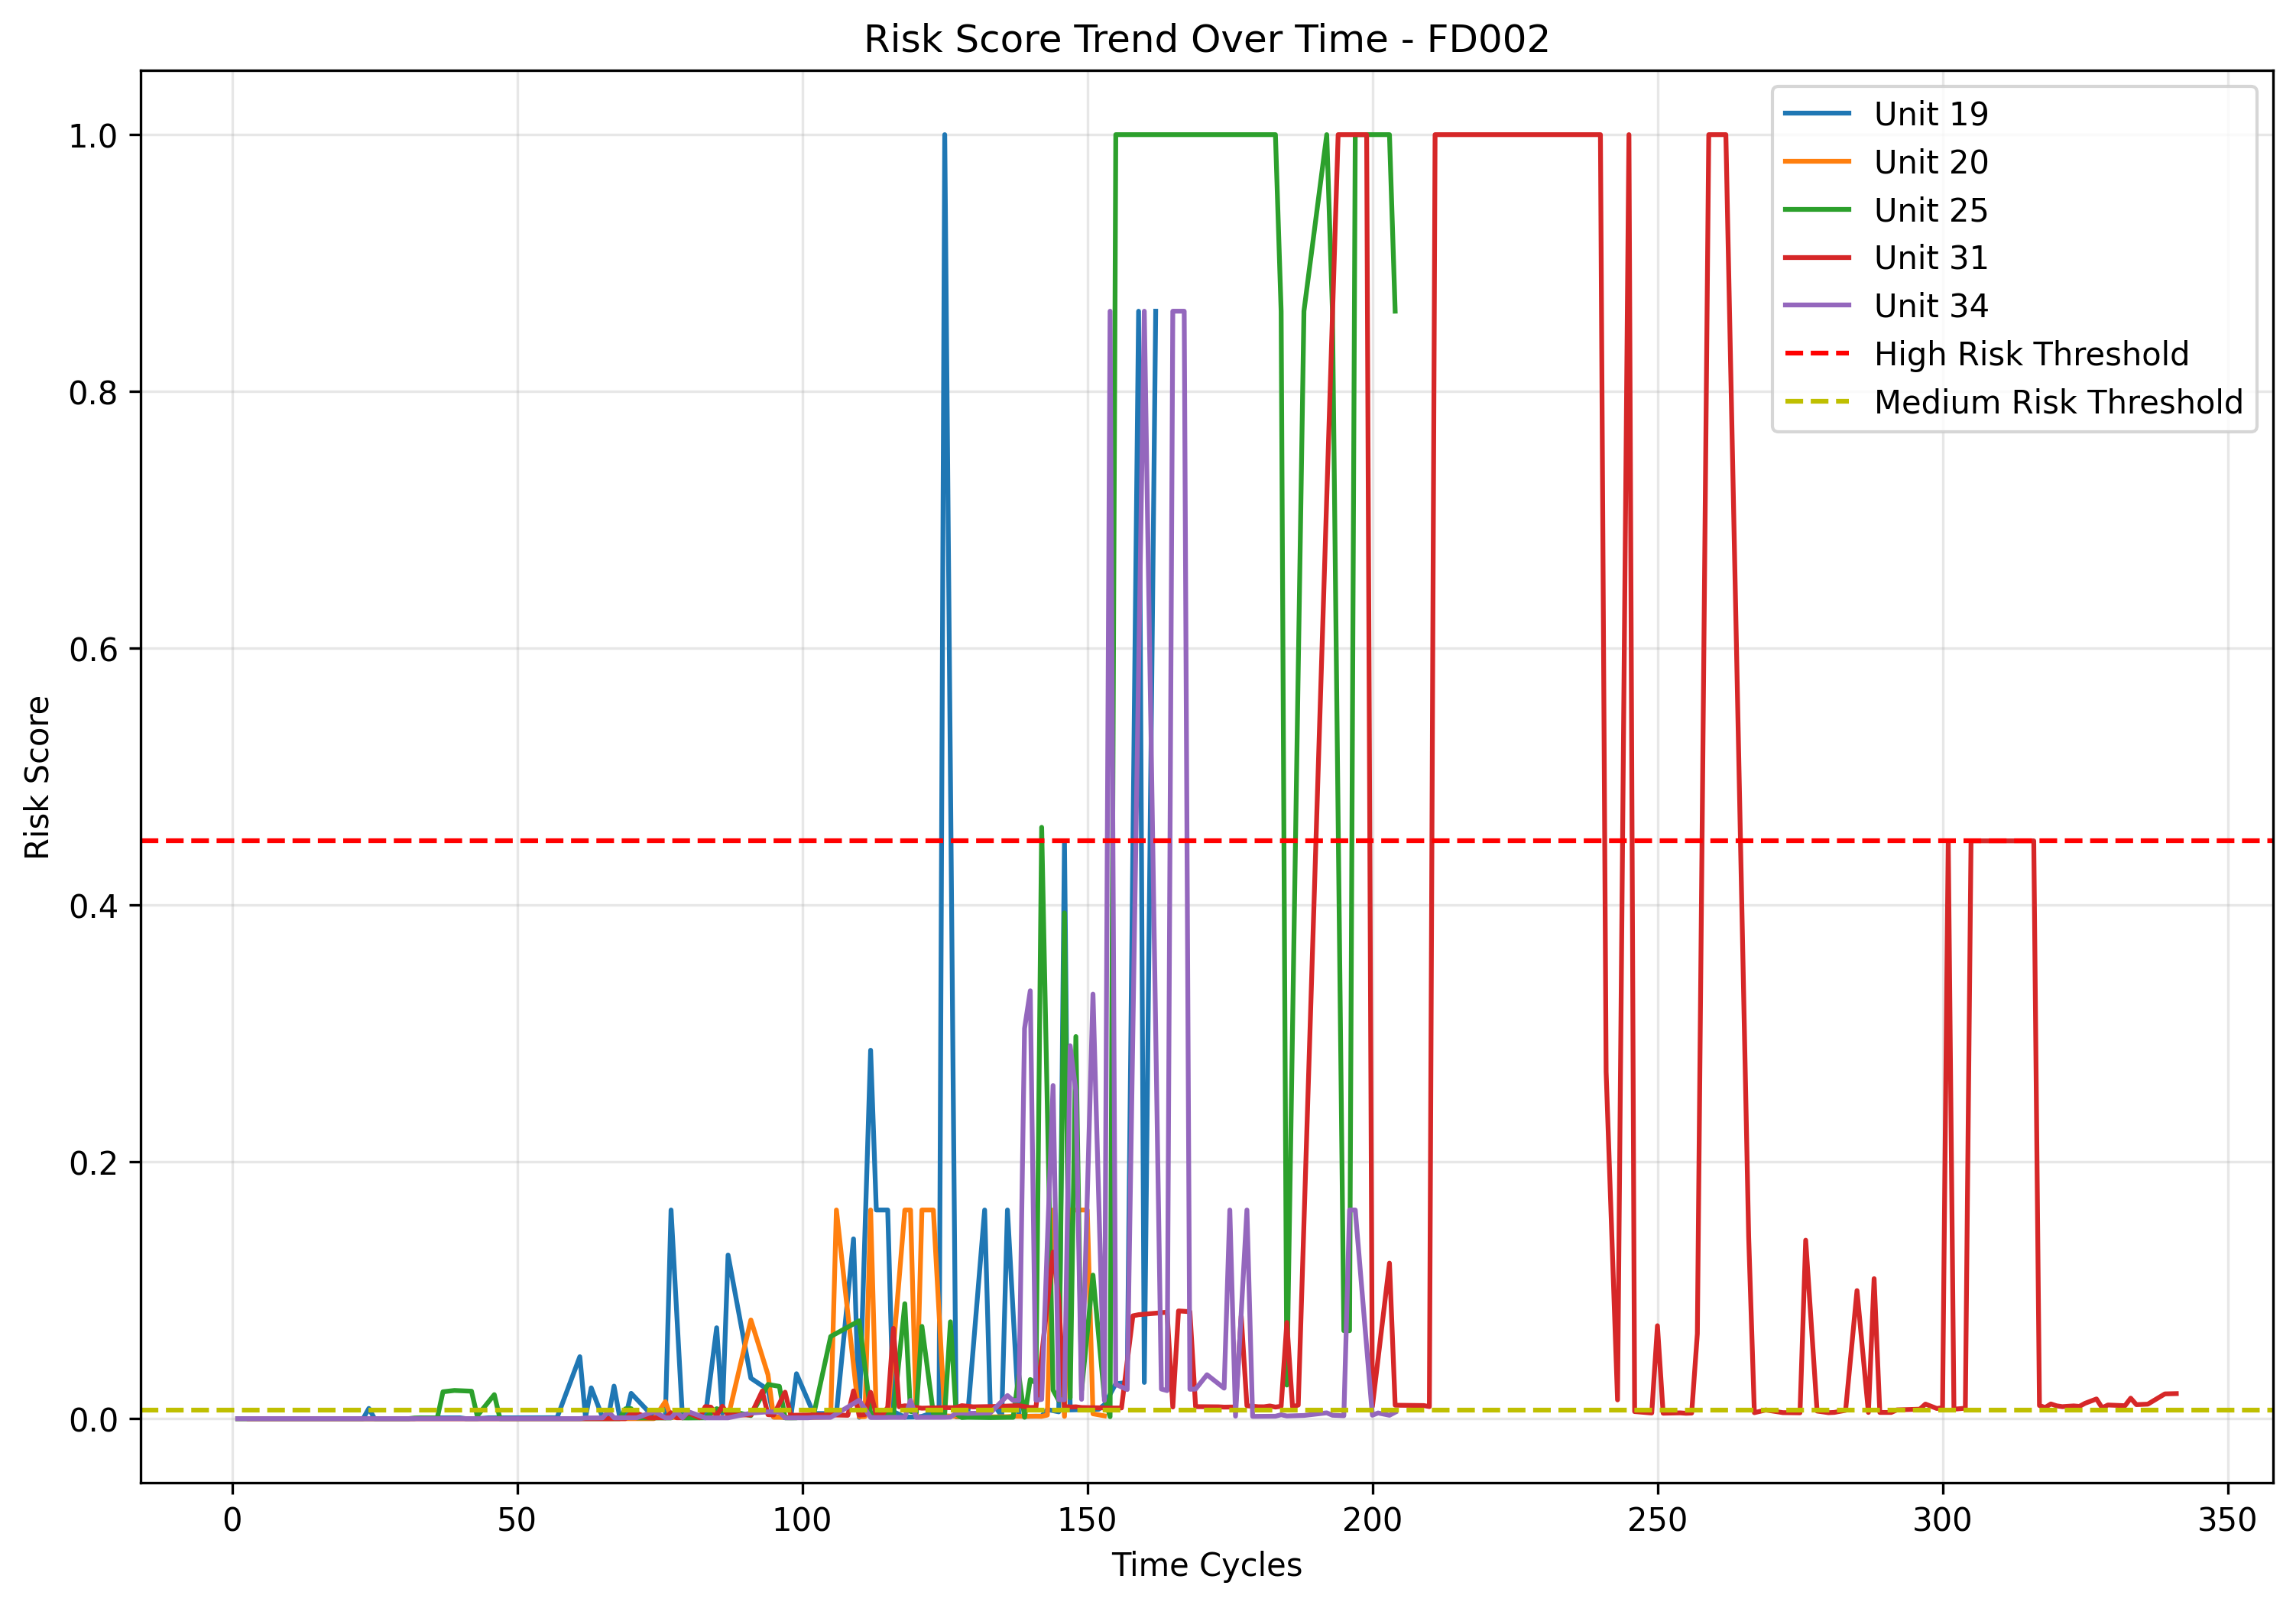 Risk Score Trend Over Time - FD002
1.0
0.8
0.6
0.4
0.2
0.0
Risk Score
Unit 19
Unit 20
Unit 25
Unit 31
Unit 34
High Risk Threshold
Medium Risk Threshold
0 50 100 150 200 250 300 350
Time Cycles